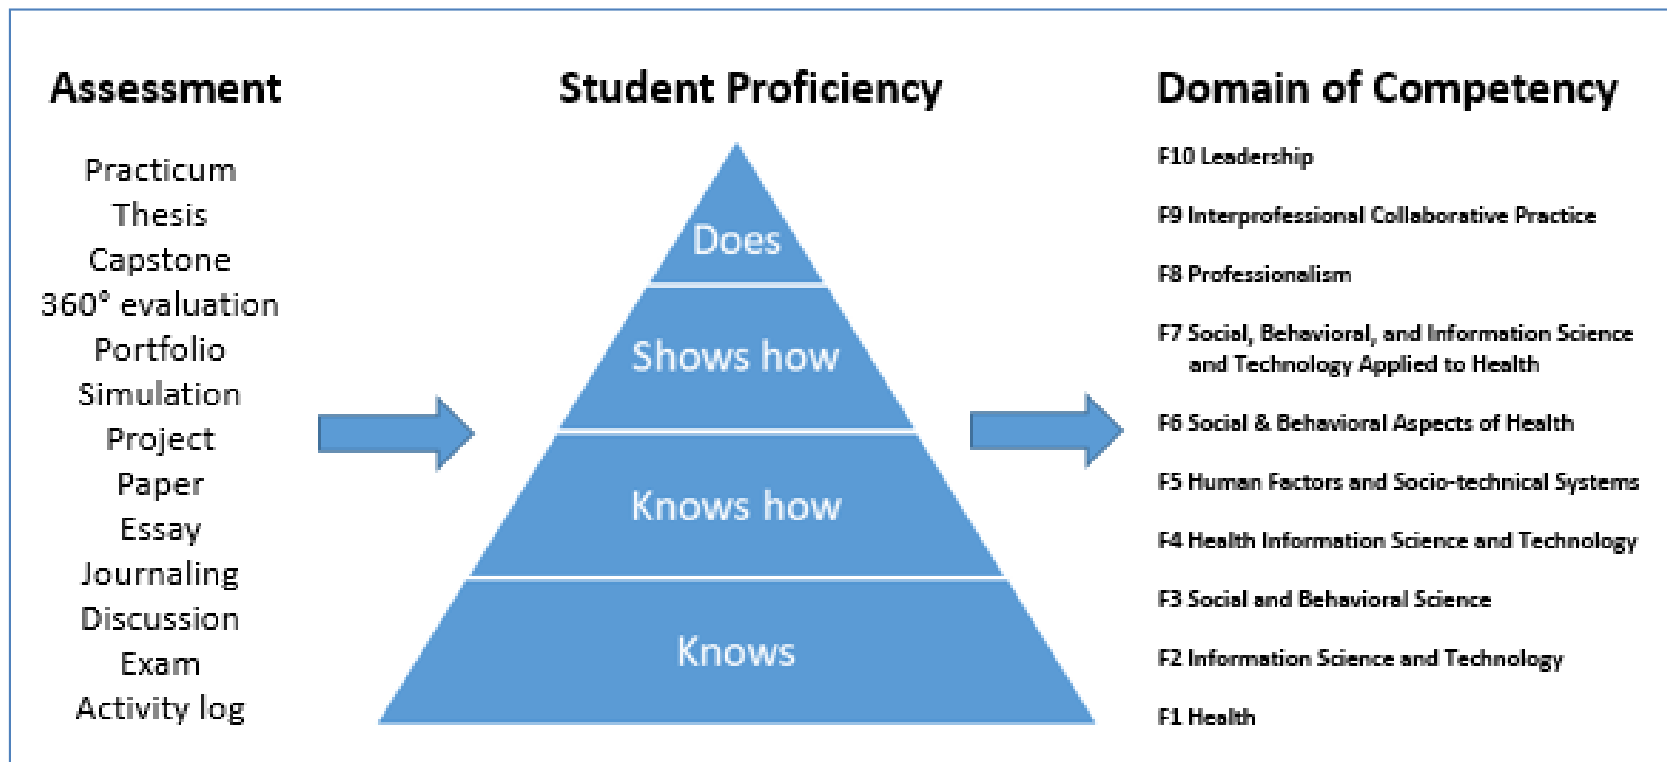 Assessment
Practicum
Thesis
Capstone
360° evaluation
Portfolio
Simulation
Project
Paper
Essay
Journaling
Discussion
Exam
Activity log
Student Proficiency
Does
Shows how
Knows how
Knows
Domain of Competency
F10 Leadership
F9 Interprofessional Collaborative Practice
F8 Professionalism
F7 Social, Behavioral, and Information Science
and Technology Applied to Health
F6 Social & Behavioral Aspects of Health
F5 Human Factors and Socio-technical Systems
F4 Health Information Science and Technology
F3 Social and Behavioral Science
F2 Information Science and Technology
F1 Health